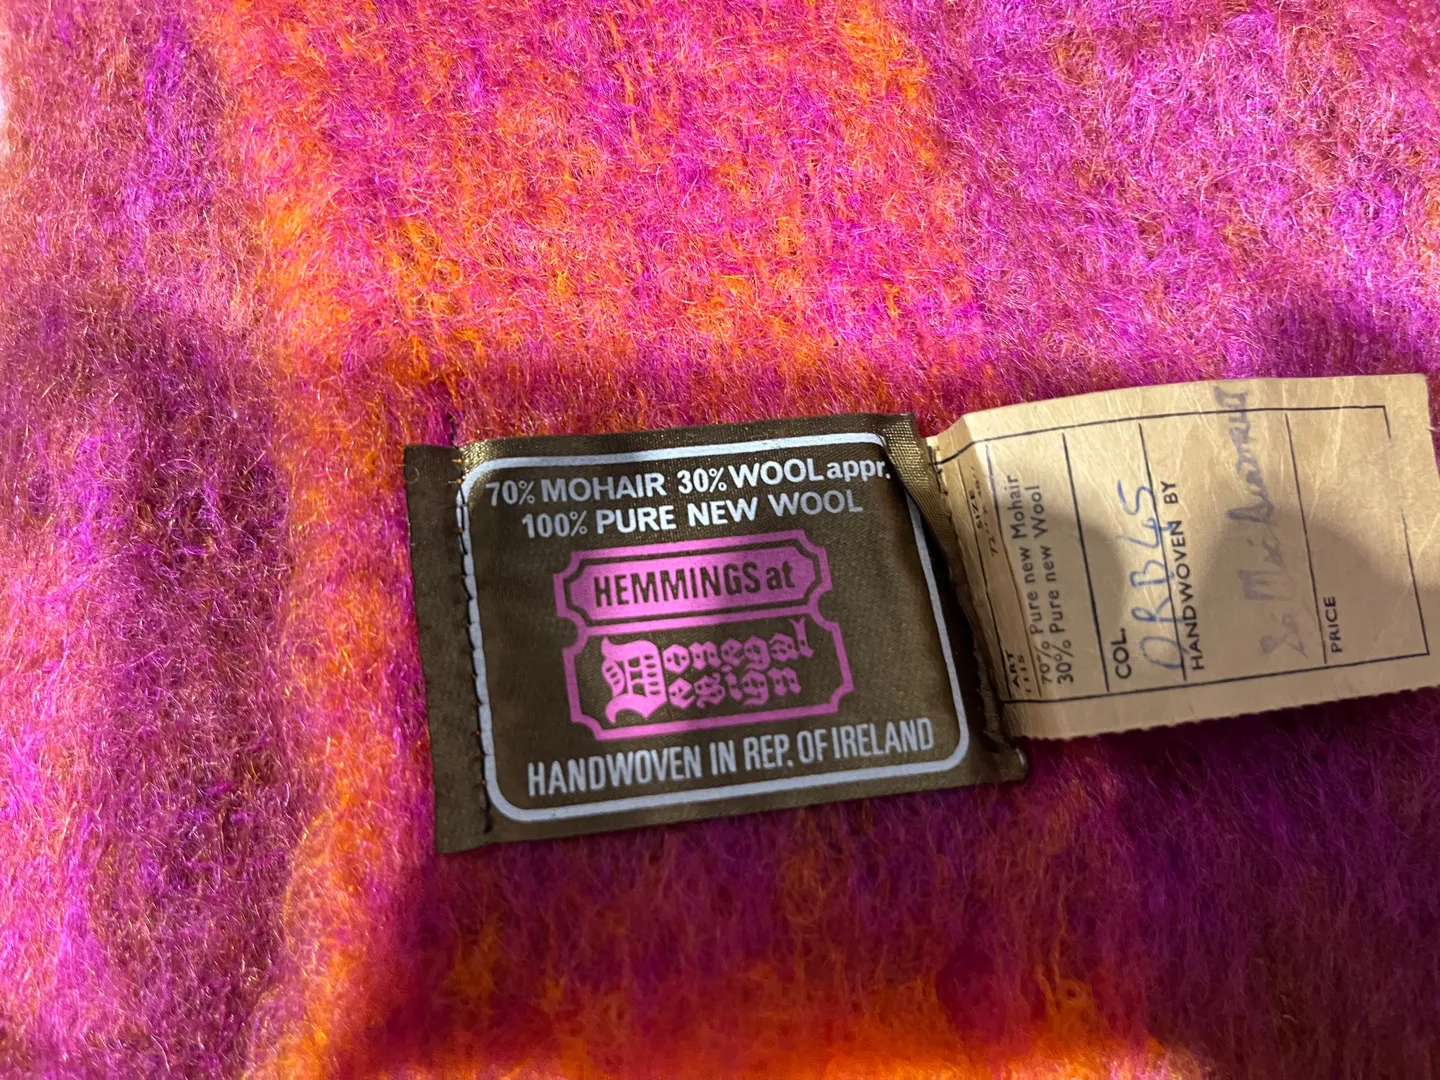 70% MOHAIR 30% WOOL appr.
100% PURE NEW WOOL
HEMMINGS at
Donegal
Design
HANDWOVEN IN REP. OF IRELAND
ART
SIZE
70% Pure new Mohair
30% Pure new Wool
COL.
HANDWOVEN BY
PRICE